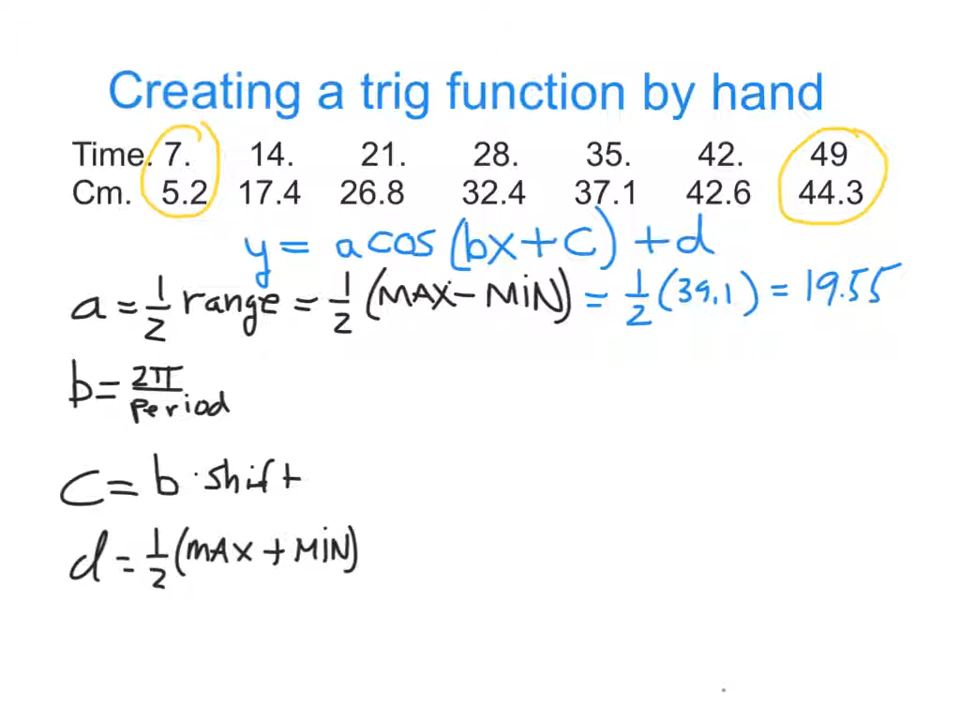 Creating a trig function by hand
Time. 7. 14. 21. 28. 35. 42. 49
Cm. 5.2 17.4 26.8 32.4 37.1 42.6 44.3
y = a cos (bx + c) + d
a = 1/2 range = 1/2 (MAX - MIN) = 1/2 (39.1) = 19.55
b = 2π/Period
C = b · shift
d = 1/2 (MAX + MIN)